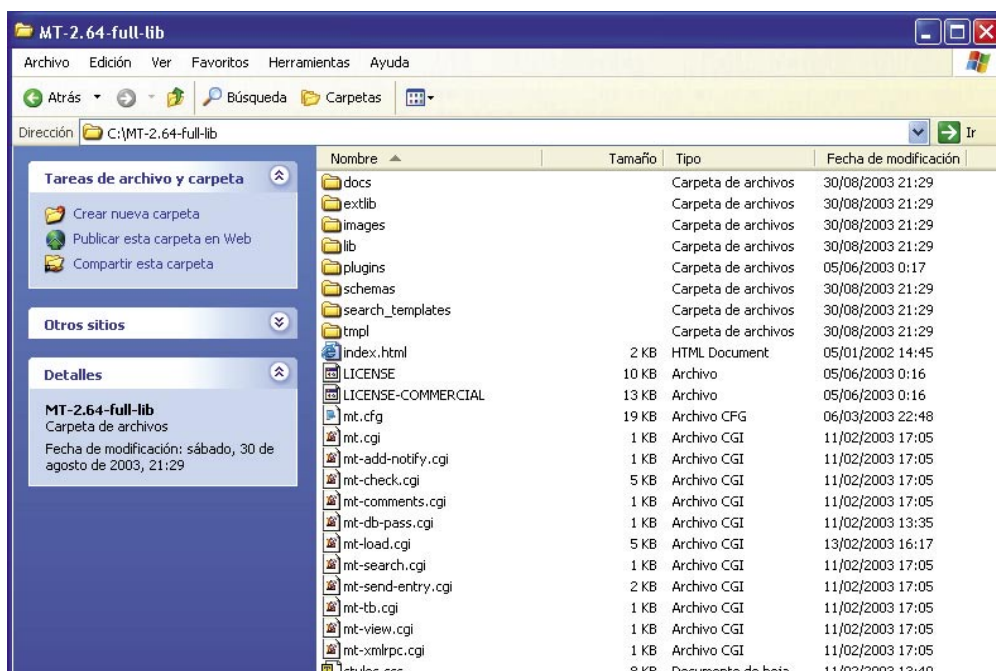 MT-2.64-full-lib
Archivo Edición Ver Favoritos Herramientas Ayuda
Atrás Búsqueda Carpetas
Dirección C:\MT-2.64-full-lib Ir
Tareas de archivo y carpeta
Crear nueva carpeta
Publicar esta carpeta en Web
Compartir esta carpeta
Otros sitios
Detalles
MT-2.64-full-lib
Carpeta de archivos
Fecha de modificación: sábado, 30 de
agosto de 2003, 21:29
Nombre Tamaño Tipo Fecha de modificación
docs Carpeta de archivos 30/08/2003 21:29
extlib Carpeta de archivos 30/08/2003 21:29
images Carpeta de archivos 30/08/2003 21:29
lib Carpeta de archivos 30/08/2003 21:29
plugins Carpeta de archivos 05/06/2003 0:17
schemas Carpeta de archivos 30/08/2003 21:29
search_templates Carpeta de archivos 30/08/2003 21:29
tmpl Carpeta de archivos 30/08/2003 21:29
index.html 2 KB HTML Document 05/01/2002 14:45
LICENSE 10 KB Archivo 05/06/2003 0:16
LICENSE-COMMERCIAL 13 KB Archivo 05/06/2003 0:16
mt.cfg 19 KB Archivo CFG 06/03/2003 22:48
mt.cgi 1 KB Archivo CGI 11/02/2003 17:05
mt-add-notify.cgi 1 KB Archivo CGI 11/02/2003 17:05
mt-check.cgi 5 KB Archivo CGI 11/02/2003 17:05
mt-comments.cgi 1 KB Archivo CGI 11/02/2003 17:05
mt-db-pass.cgi 1 KB Archivo CGI 11/02/2003 13:35
mt-load.cgi 5 KB Archivo CGI 13/02/2003 16:17
mt-search.cgi 1 KB Archivo CGI 11/02/2003 17:05
mt-send-entry.cgi 2 KB Archivo CGI 11/02/2003 17:05
mt-tb.cgi 1 KB Archivo CGI 11/02/2003 17:05
mt-view.cgi 1 KB Archivo CGI 11/02/2003 17:05
mt-xmlrpc.cgi 1 KB Archivo CGI 11/02/2003 17:05
styles.css 8 KB Documento de hoja 11/02/2003